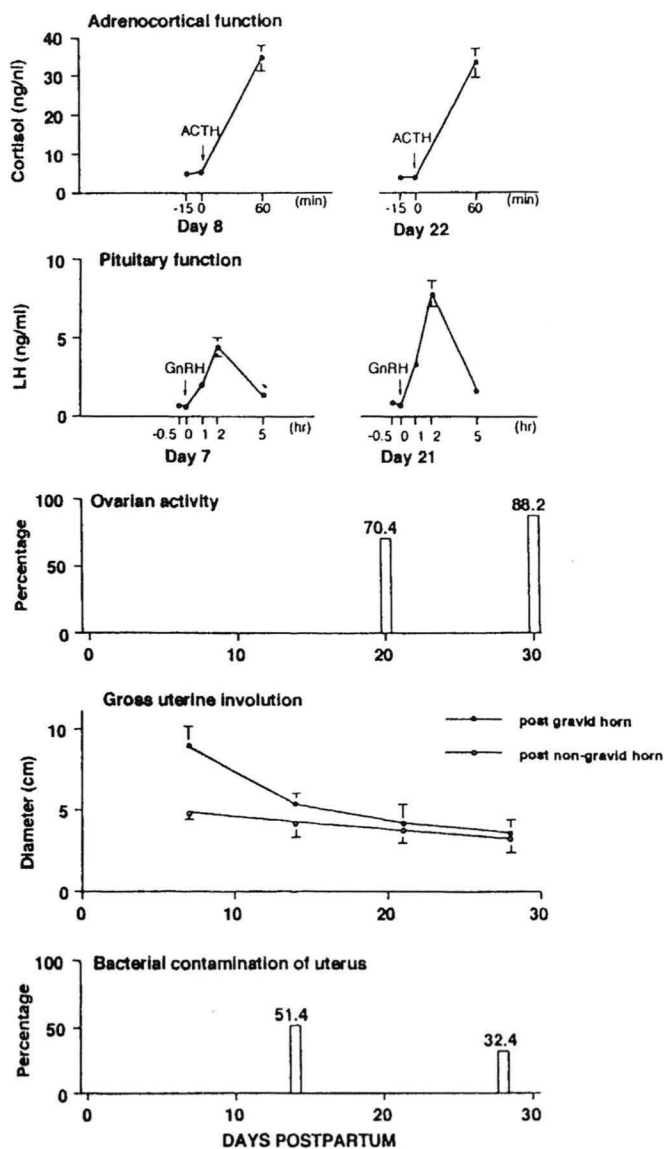 Adrenocortical function
Cortisol (ng/nl)
40
30
20
10
0
ACTH
-15 0 60 (min)
Day 8
ACTH
-15 0 60 (min)
Day 22
Pituitary function
LH (ng/ml)
10
5
0
GnRH
-0.5 0 1 2 5 (hr)
Day 7
GnRH
-0.5 0 1 2 5 (hr)
Day 21
Ovarian activity
Percentage
100
50
0
70.4
88.2
0 10 20 30
Gross uterine involution
Diameter (cm)
10
5
0
post gravid horn
post non-gravid horn
0 10 20 30
Bacterial contamination of uterus
Percentage
100
50
0
51.4
32.4
0 10 20 30
DAYS POSTPARTUM